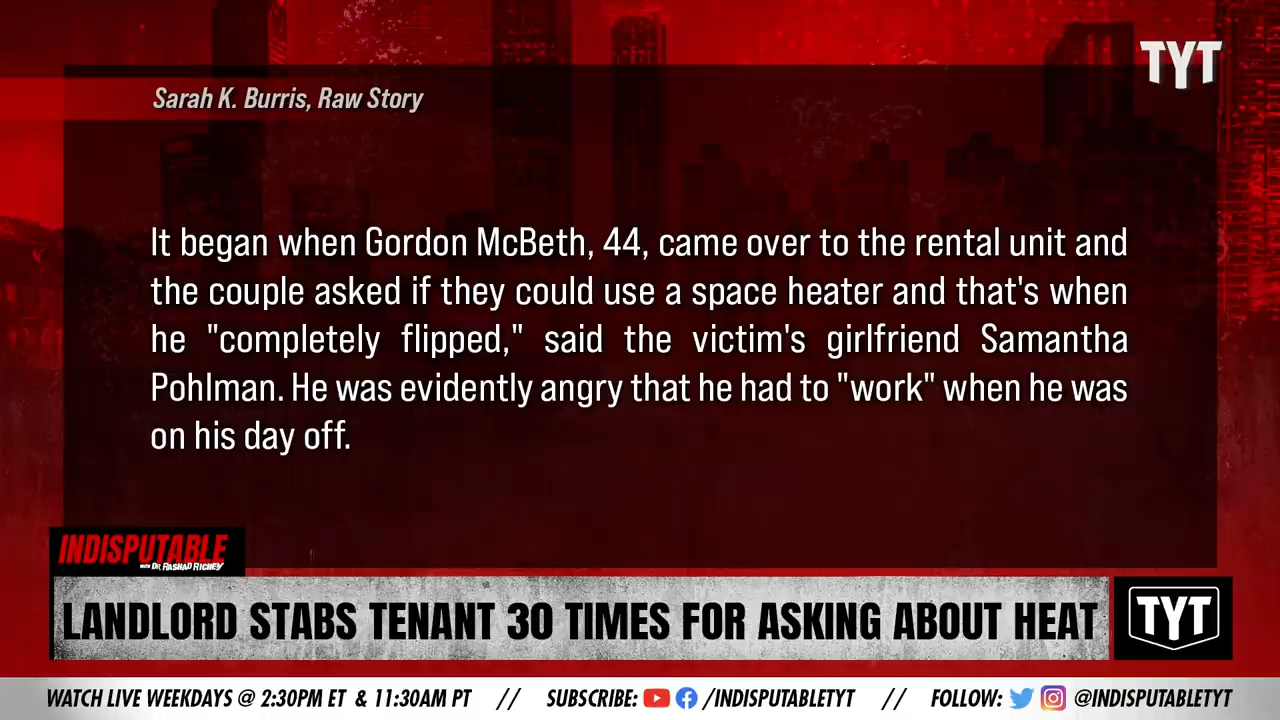 TYT
Sarah K. Burris, Raw Story
It began when Gordon McBeth, 44, came over to the rental unit and
the couple asked if they could use a space heater and that's when
he "completely flipped," said the victim's girlfriend Samantha
Pohlman. He was evidently angry that he had to "work" when he was
on his day off.
INDISPUTABLE
WITH DR. RASHAD RICHEY
LANDLORD STABS TENANT 30 TIMES FOR ASKING ABOUT HEAT
TYT
WATCH LIVE WEEKDAYS @ 2:30PM ET & 11:30AM PT // SUBSCRIBE: /INDISPUTABLETYT // FOLLOW: @INDISPUTABLETYT